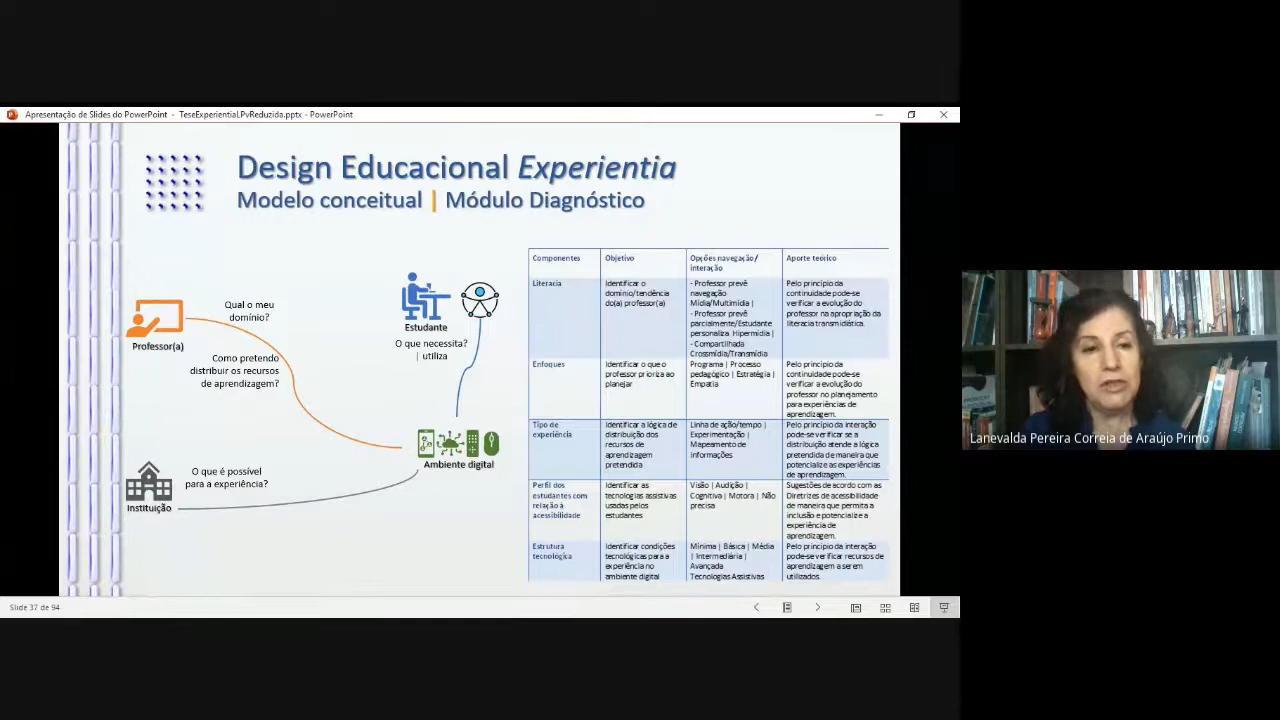 Apresentação de Slides do PowerPoint - TeseExperientiaLPvReduzida.pptx - PowerPoint
Design Educacional Experientia
Modelo conceitual | Módulo Diagnóstico
Qual o meu
domínio?
Professor(a)
Como pretendo
distribuir os recursos
de aprendizagem?
Estudante
O que necessita?
| utiliza
Ambiente digital
O que é possível
para a experiência?
Instituição
Componentes
Objetivo
Opções navegação/
interação
Aporte teórico
Literacia
Identificar o
domínio/tendência
do(a) professor(a)
- Professor prevê
navegação
Mídia/Multimídia |
- Professor prevê
parcialmente/Estudante
personaliza. Hipermídia |
- Compartilhada
Crossmídia/Transmídia
Pelo princípio da
continuidade pode-se
verificar a evolução do
professor na apropriação da
literacia transmidiática.
Enfoques
Identificar o que o
professor prioriza ao
planejar
Programa | Processo
pedagógico | Estratégia |
Empatia
Pelo princípio da
continuidade pode-se
verificar a evolução do
professor no planejamento
para experiências de
aprendizagem.
Tipo de
experiência
Identificar a lógica de
distribuição dos
recursos de
aprendizagem
pretendida
Linha de ação/tempo |
Experimentação |
Mapeamento de
informações
Pelo princípio da interação
pode-se verificar se a
distribuição atende a lógica
pretendida de maneira que
potencialize as experiências
de aprendizagem.
Perfil dos
estudantes com
relação à
acessibilidade
Identificar as
tecnologias assistivas
usadas pelos
estudantes
Visão | Audição |
Cognitiva | Motora | Não
precisa
Sugestões de acordo com as
Diretrizes de acessibilidade
de maneira que permita a
inclusão e potencialize a
experiência de
aprendizagem.
Estrutura
tecnológica
Identificar condições
tecnológicas para a
experiência no
ambiente digital
Mínima | Básica | Média
| Intermediária |
Avançada
Tecnologias Assistivas
Pelo princípio da interação
pode-se verificar recursos de
aprendizagem a serem
utilizados.
Slide 37 de 94
Lanevalda Pereira Correia de Araújo Primo